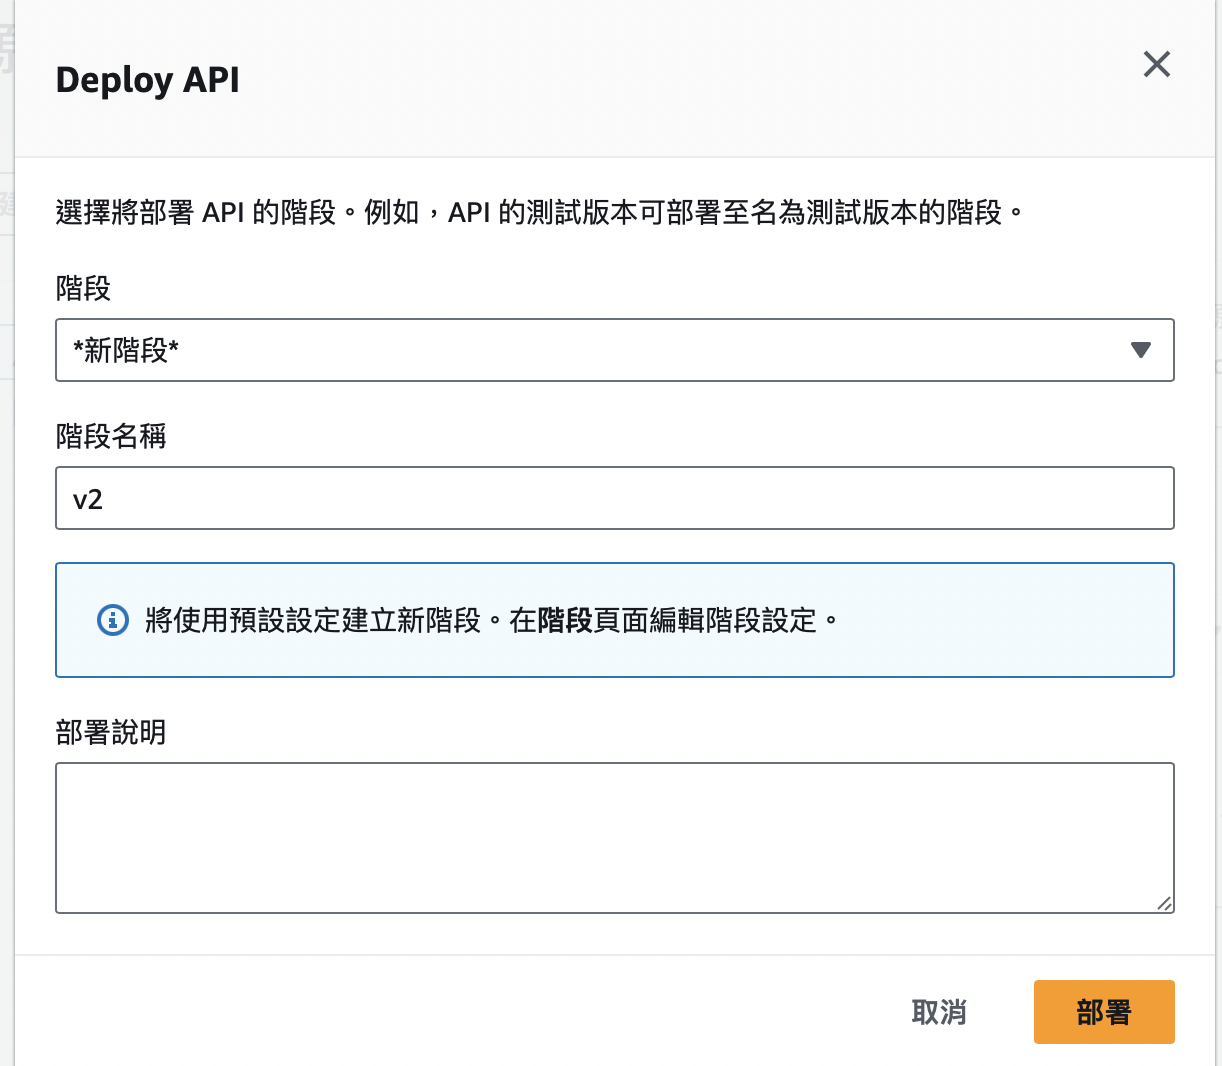 Deploy API
選擇將部署 API 的階段。例如，API 的測試版本可部署至名為測試版本的階段。
階段
*新階段*
階段名稱
v2
將使用預設設定建立新階段。在階段頁面編輯階段設定。
部署說明
取消
部署